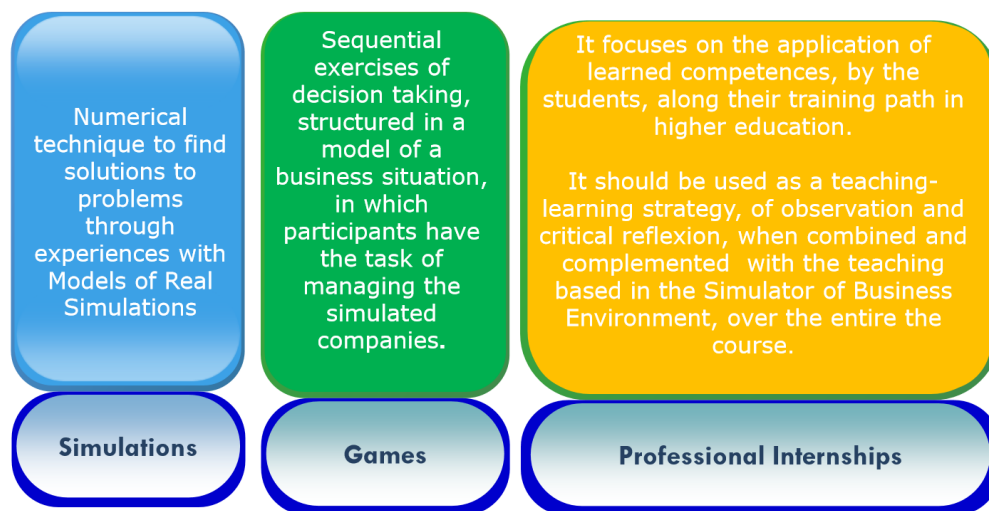 Numerical
technique to find
solutions to
problems
through
experiences with
Models of Real
Simulations
Simulations
Sequential
exercises of
decision taking,
structured in a
model of a
business situation,
in which
participants have
the task of
managing the
simulated
companies.
Games
It focuses on the application of
learned competences, by the
students, along their training path in
higher education.
It should be used as a teaching-
learning strategy, of observation and
critical reflexion, when combined and
complemented with the teaching
based in the Simulator of Business
Environment, over the entire the
course.
Professional Internships